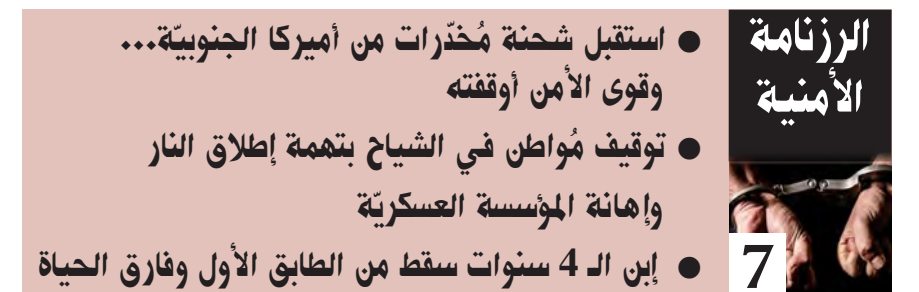 الرزنامة
الأمنية
● استقبل شحنة مُخدّرات من أميركا الجنوبيّة...
وقوى الأمن أوقفته
● توقيف مُواطن في الشياح بتهمة إطلاق النار
وإهانة المؤسسة العسكريّة
● إبن الـ 4 سنوات سقط من الطابق الأول وفارق الحياة
7